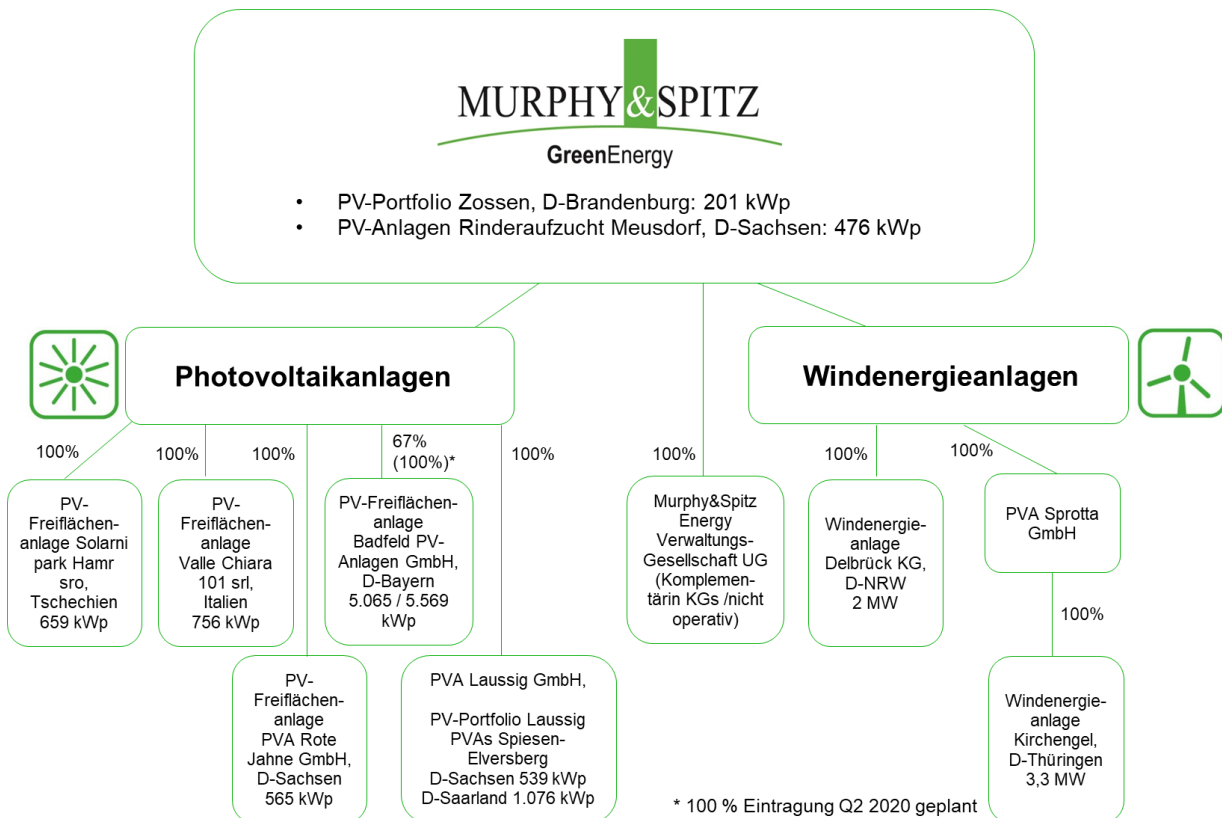 MURPHY&SPITZ
GreenEnergy
• PV-Portfolio Zossen, D-Brandenburg: 201 kWp
• PV-Anlagen Rinderaufzucht Meusdorf, D-Sachsen: 476 kWp
Photovoltaikanlagen
Windenergieanlagen
100%
100%
100%
67%
(100%)*
100%
100%
100%
100%
PV-
Freiflächen-
anlage Solarni
park Hamr
sro,
Tschechien
659 kWp
PV-
Freiflächen-
anlage
Valle Chiara
101 srl,
Italien
756 kWp
PV-Freiflächen-
anlage
Badfeld PV-
Anlagen GmbH,
D-Bayern
5.065 / 5.569
kWp
Murphy&Spitz
Energy
Verwaltungs-
Gesellschaft UG
(Komplemen-
tärin KGs /nicht
operativ)
Windenergie-
anlage
Delbrück KG,
D-NRW
2 MW
PVA Sprotta
GmbH
100%
PV-
Freiflächen-
anlage
PVA Rote
Jahne GmbH,
D-Sachsen
565 kWp
PVA Laussig GmbH,
PV-Portfolio Laussig
PVAs Spiesen-
Elversberg
D-Sachsen 539 kWp
D-Saarland 1.076 kWp
Windenergie-
anlage
Kirchengel,
D-Thüringen
3,3 MW
* 100 % Eintragung Q2 2020 geplant